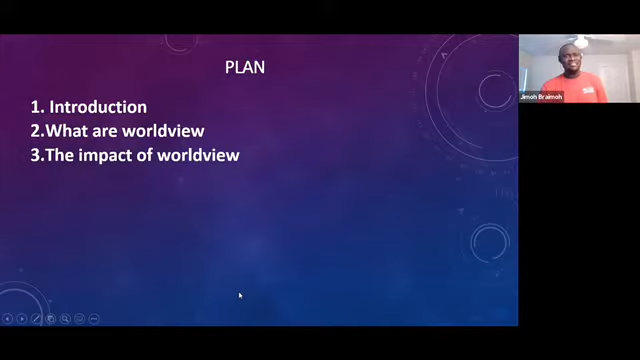 PLAN
1. Introduction
2.What are worldview
3.The impact of worldview
Jimoh Braimoh